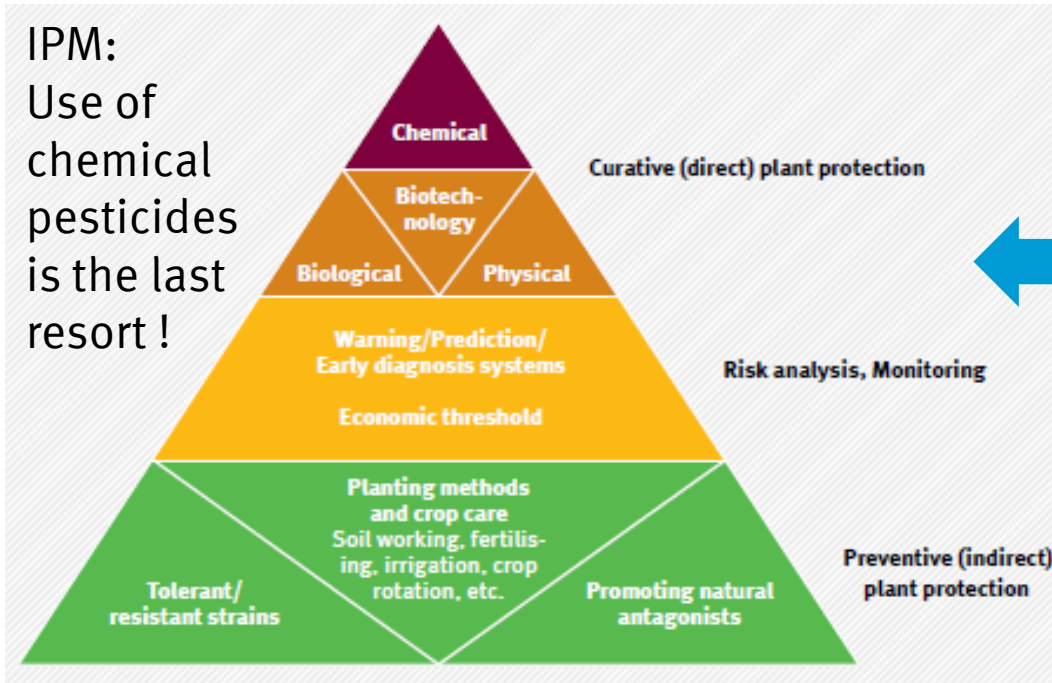 IPM:
Use of
chemical
pesticides
is the last
resort !
Chemical
Curative (direct) plant protection
Biotech-
nology
Biological
Physical
Warning/Prediction/
Early diagnosis systems
Economic threshold
Risk analysis, Monitoring
Planting methods
and crop care
Soil working, fertilis-
ing, irrigation, crop
rotation, etc.
Tolerant/
resistant strains
Promoting natural
antagonists
Preventive (indirect)
plant protection